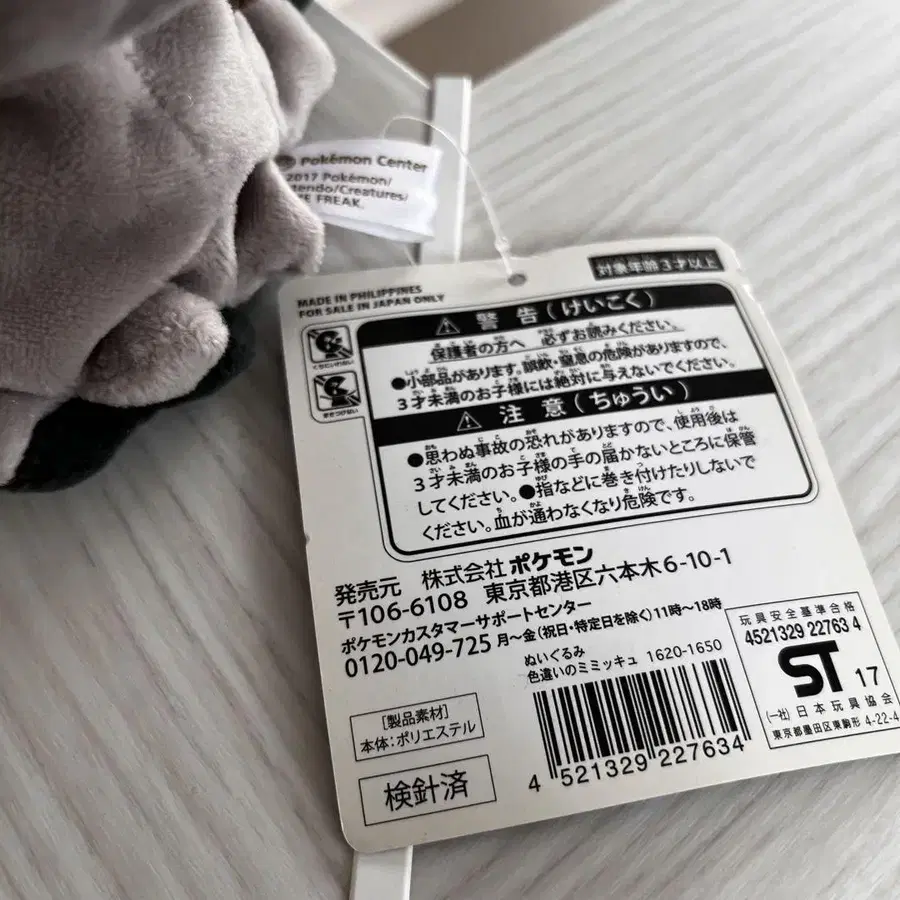 Pokémon Center
2017 Pokémon/
ntendo/Creatures/
FREAK.
対象年齢3才以上
MADE IN PHILIPPINES
FOR SALE IN JAPAN ONLY
警告(けいこく)
保護者の方へ 必ずお読みください。
●小部品があります。誤飲・窒息の危険がありますので、
3才未満のお子様には絶対に与えないでください。
くちにいれない
まきつけない
注意(ちゅうい)
●思わぬ事故の恐れがありますので、使用後は
3才未満のお子様の手の届かないところに保管
してください。●指などに巻き付けたりしないで
ください。血が通わなくなり危険です。
発売元 株式会社ポケモン
〒106-6108 東京都港区六本木6-10-1
ポケモンカスタマーサポートセンター
0120-049-725 月~金(祝日・特定日を除く)11時~18時
ぬいぐるみ
色違いのミミッキュ 1620-1650
4 521329 227634
[製品素材]
本体:ポリエステル
検針済
玩具安全基準合格
4521329 22763 4
ST 17
(一社)日本玩具協会
東京都墨田区東駒形 4-22-4